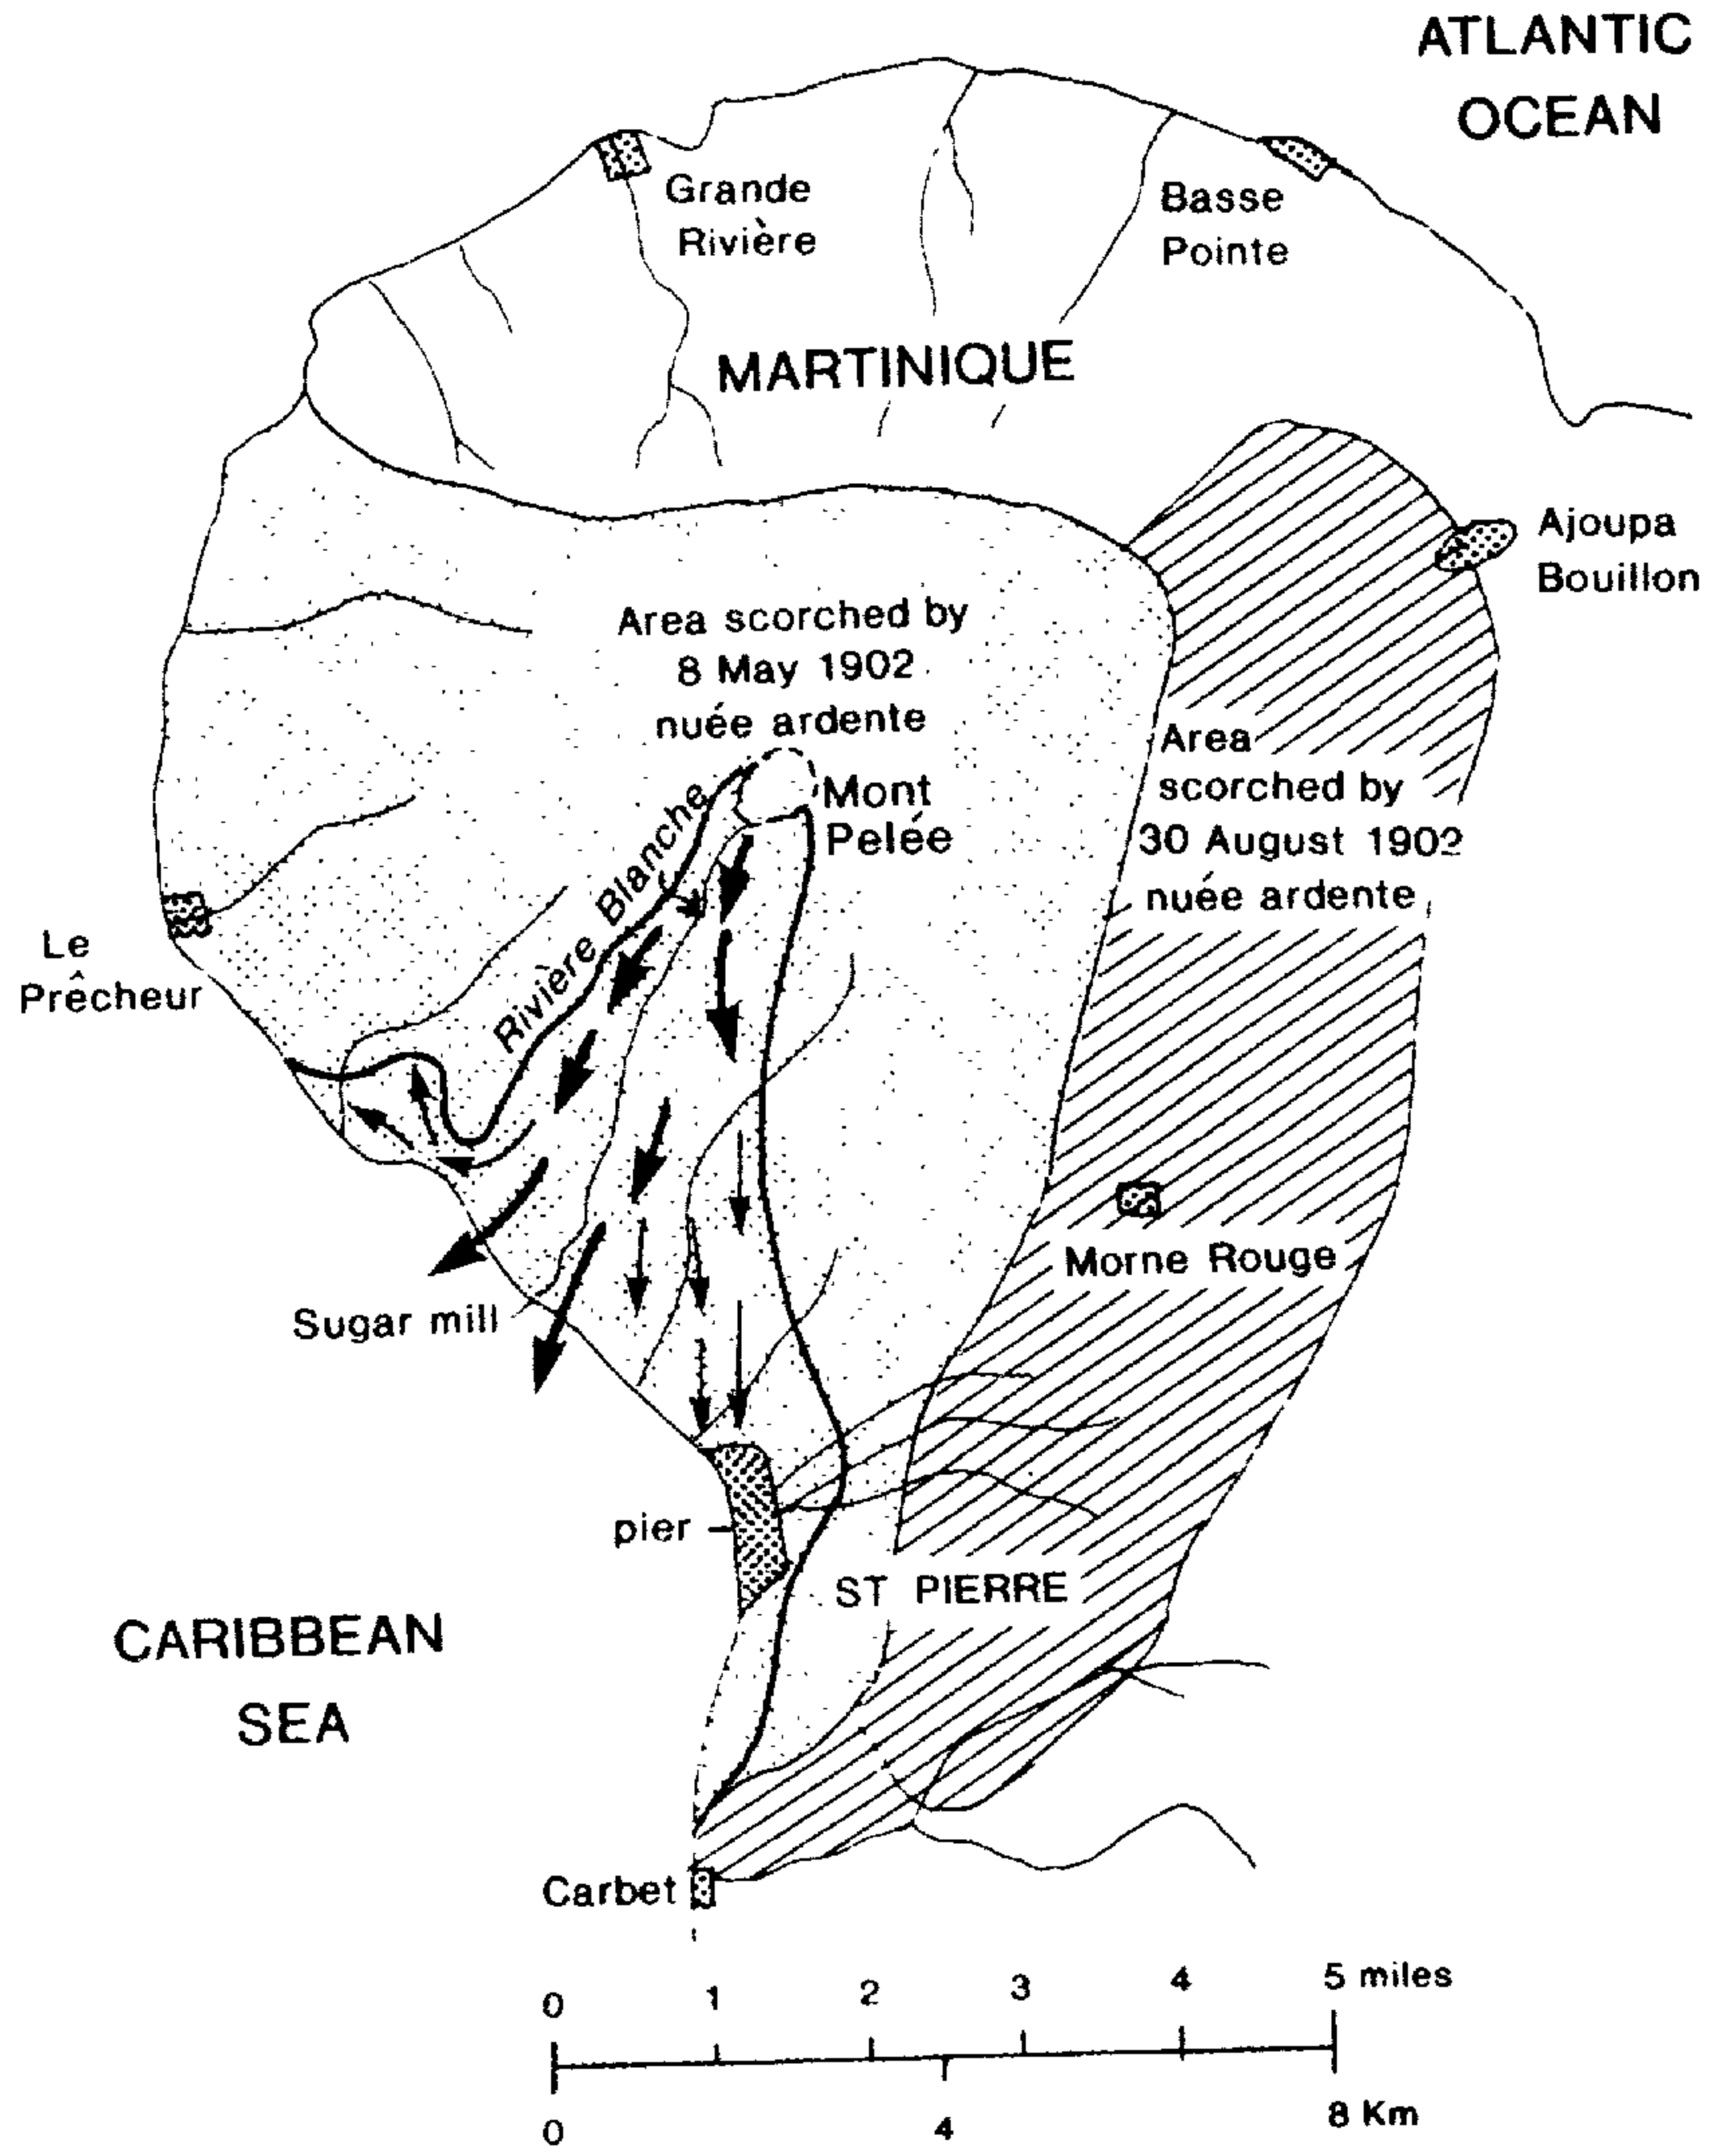 ATLANTIC
OCEAN
Grande
Rivière
Basse
Pointe
MARTINIQUE
Ajoupa
Bouillon
Area scorched by
8 May 1902
nuée ardente
Area
scorched by
30 August 1902
nuée ardente
Mont
Pelée
Rivière Blanche
Le
Prêcheur
Morne Rouge
Sugar mill
pier
ST PIERRE
CARIBBEAN
SEA
Carbet
0 1 2 3 4 5 miles
0 4 8 Km